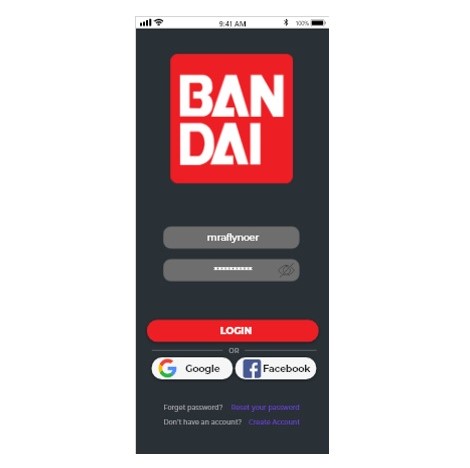 9:41 AM 100%
BAN
DAI
mraflynoer
**********
LOGIN
OR
Google Facebook
Forget password? Reset your password
Don't have an account? Create Account